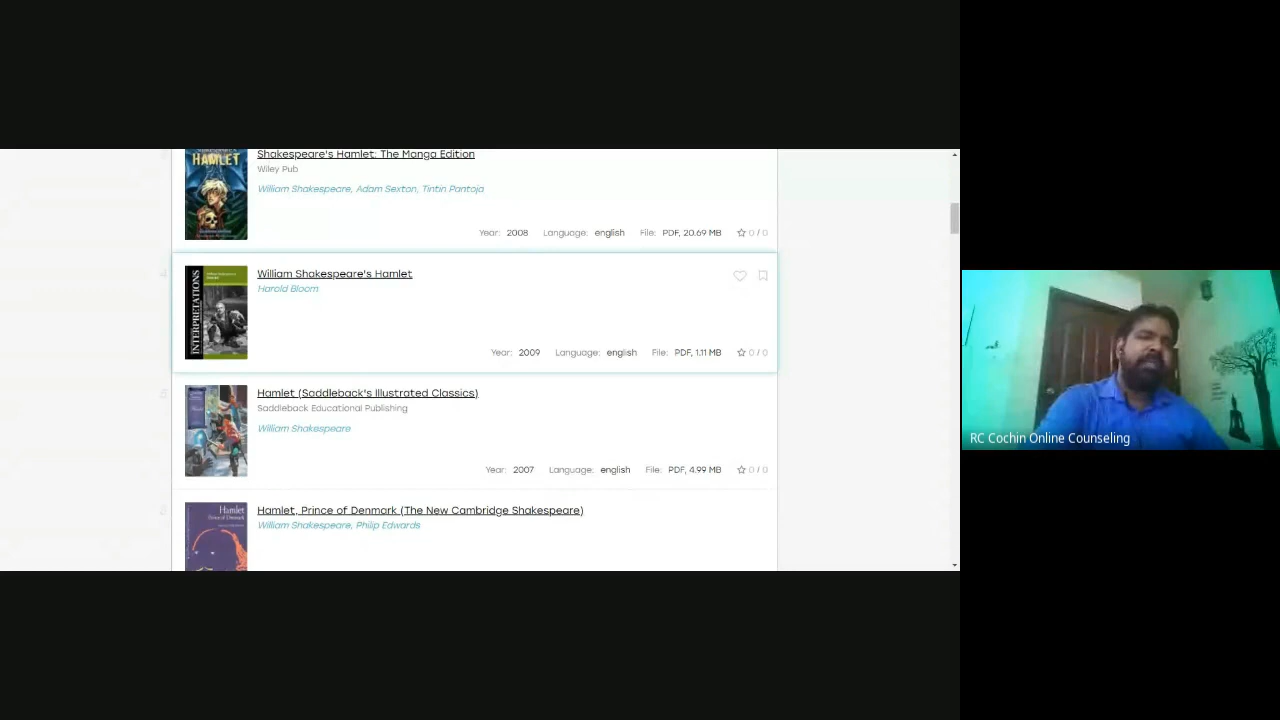 HAMLET
Shakespeare's Hamlet: The Manga Edition
Wiley Pub
William Shakespeare, Adam Sexton, Tintin Pantoja
Year: 2008 Language: english File: PDF, 20.69 MB 0 / 0
4
INTERPRETATIONS
William Shakespeare's Hamlet
Harold Bloom
Year: 2009 Language: english File: PDF, 1.11 MB 0 / 0
5
Hamlet (Saddleback's Illustrated Classics)
Saddleback Educational Publishing
William Shakespeare
Year: 2007 Language: english File: PDF, 4.99 MB 0 / 0
6
Hamlet
Prince of Denmark
Hamlet, Prince of Denmark (The New Cambridge Shakespeare)
William Shakespeare, Philip Edwards
RC Cochin Online Counseling